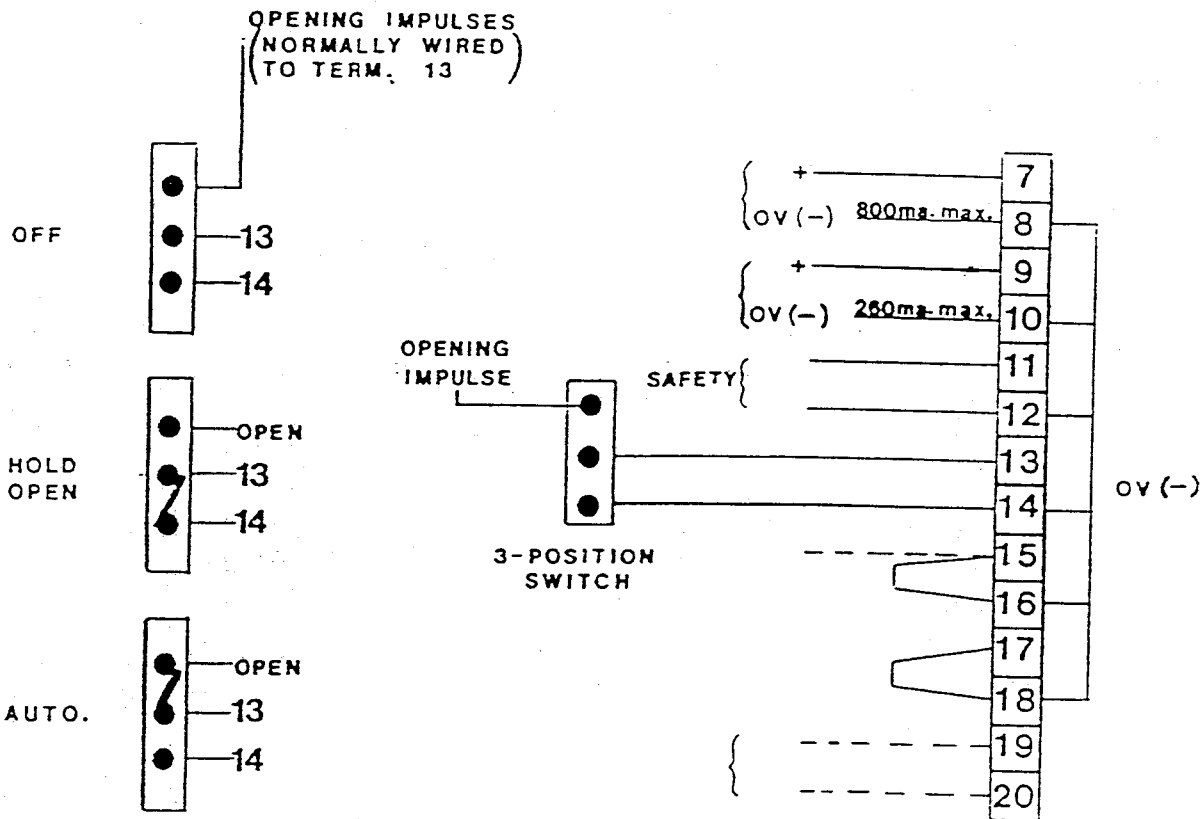 OPENING IMPULSES
(NORMALLY WIRED
TO TERM. 13)
OFF
13
14
HOLD
OPEN
OPEN
13
14
AUTO.
OPEN
13
14
OPENING
IMPULSE
3-POSITION
SWITCH
+
OV (-) 800ma. max.
+
OV (-) 260ma. max.
SAFETY
7
8
9
10
11
12
13
14
15
16
17
18
19
20
OV (-)